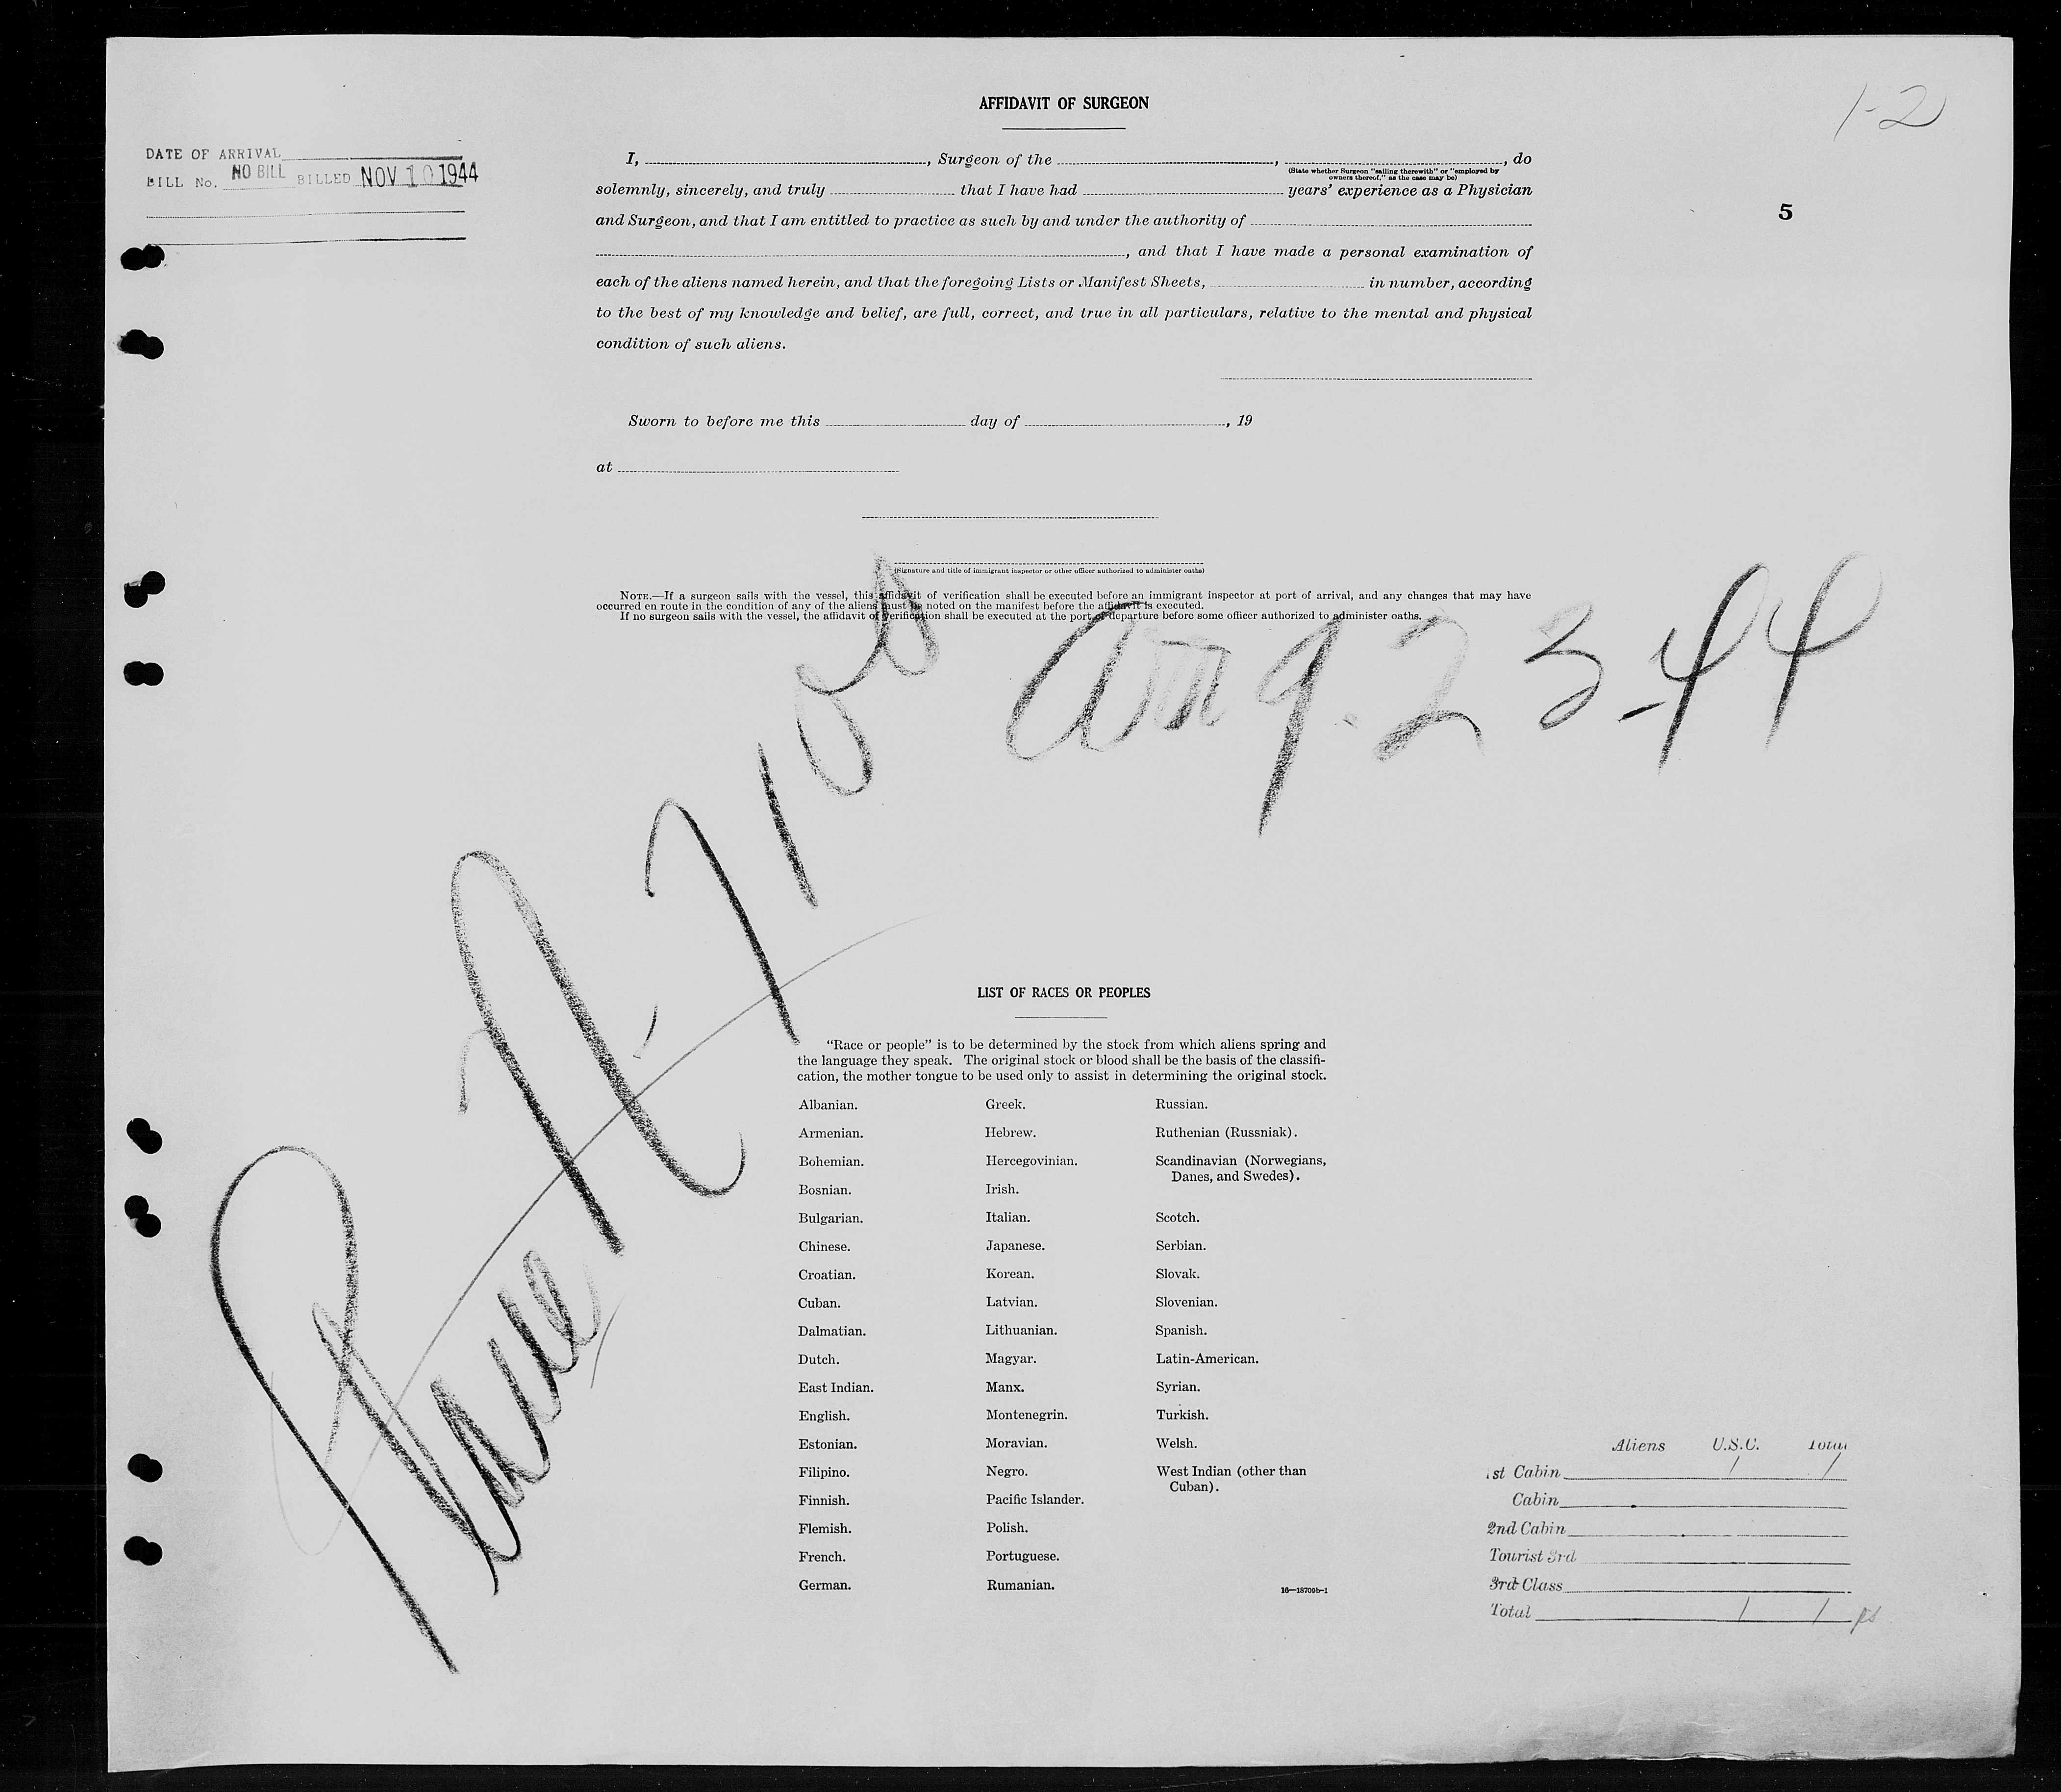 1-2
AFFIDAVIT OF SURGEON
DATE OF ARRIVAL
BILL No. NO BILL BILLED NOV 10 1944
I, , Surgeon of the , , do
(State whether Surgeon "sailing therewith" or "employed by
owners thereof," as the case may be)
solemnly, sincerely, and truly that I have had years' experience as a Physician
and Surgeon, and that I am entitled to practice as such by and under the authority of
5
, and that I have made a personal examination of
each of the aliens named herein, and that the foregoing Lists or Manifest Sheets, in number, according
to the best of my knowledge and belief, are full, correct, and true in all particulars, relative to the mental and physical
condition of such aliens.
Sworn to before me this day of , 19
at
(Signature and title of immigrant inspector or other officer authorized to administer oaths)
NOTE.—If a surgeon sails with the vessel, this affidavit of verification shall be executed before an immigrant inspector at port of arrival, and any changes that may have
occurred en route in the condition of any of the aliens must be noted on the manifest before the affidavit is executed.
If no surgeon sails with the vessel, the affidavit of verification shall be executed at the port of departure before some officer authorized to administer oaths.
Arr 9.23-44
Plane N-7100
LIST OF RACES OR PEOPLES
"Race or people" is to be determined by the stock from which aliens spring and
the language they speak. The original stock or blood shall be the basis of the classifi-
cation, the mother tongue to be used only to assist in determining the original stock.
Albanian. Greek. Russian.
Armenian. Hebrew. Ruthenian (Russniak).
Bohemian. Hercegovinian. Scandinavian (Norwegians,
Danes, and Swedes).
Bosnian. Irish.
Bulgarian. Italian. Scotch.
Chinese. Japanese. Serbian.
Croatian. Korean. Slovak.
Cuban. Latvian. Slovenian.
Dalmatian. Lithuanian. Spanish.
Dutch. Magyar. Latin-American.
East Indian. Manx. Syrian.
English. Montenegrin. Turkish.
Estonian. Moravian. Welsh.
Filipino. Negro. West Indian (other than
Cuban).
Finnish. Pacific Islander.
Flemish. Polish.
French. Portuguese.
German. Rumanian.
16—18709b-1
Aliens U.S.C. Total
1st Cabin 1 1
Cabin
2nd Cabin
Tourist 3rd
3rd Class
Total 1 1